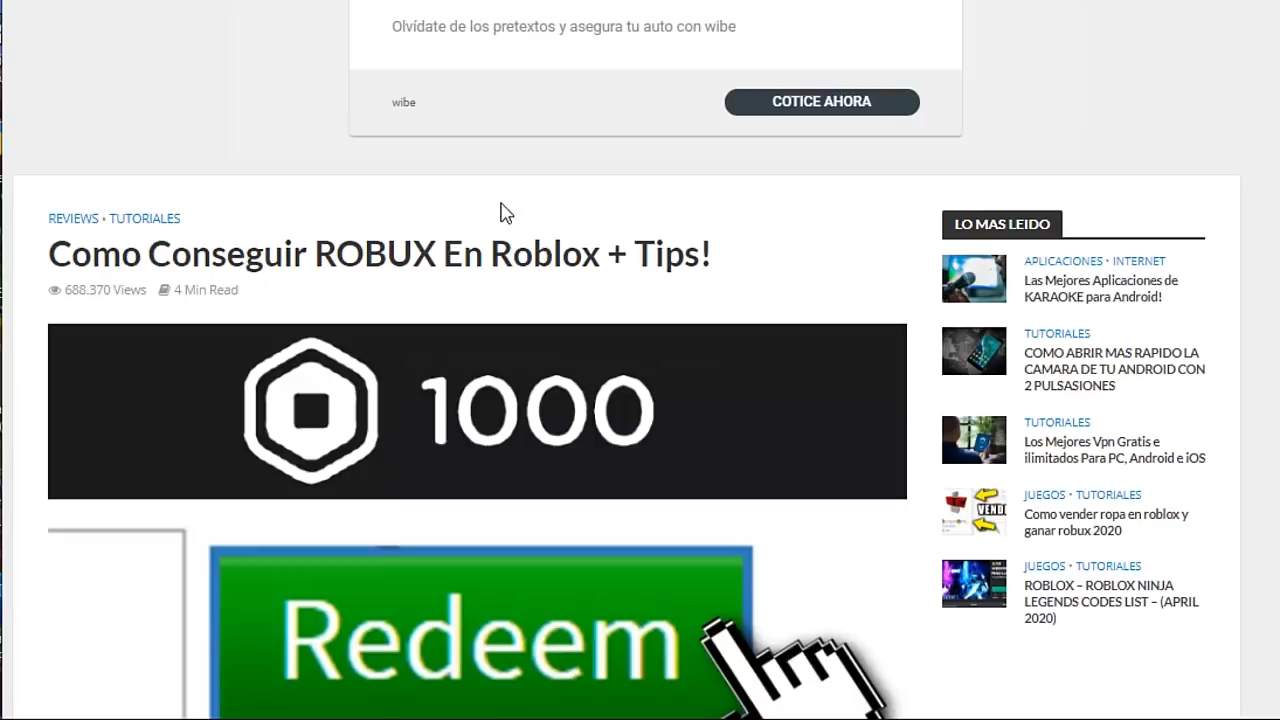 Olvídate de los pretextos y asegura tu auto con wibe
wibe
COTICE AHORA
REVIEWS • TUTORIALES
Como Conseguir ROBUX En Roblox + Tips!
688.370 Views 4 Min Read
1000
Redeem
LO MAS LEIDO
APLICACIONES • INTERNET
Las Mejores Aplicaciones de
KARAOKE para Android!
TUTORIALES
COMO ABRIR MAS RAPIDO LA
CAMARA DE TU ANDROID CON
2 PULSASIONES
TUTORIALES
Los Mejores Vpn Gratis e
ilimitados Para PC, Android e iOS
VEND
JUEGOS • TUTORIALES
Como vender ropa en roblox y
ganar robux 2020
JUEGOS • TUTORIALES
ROBLOX – ROBLOX NINJA
LEGENDS CODES LIST – (APRIL
2020)